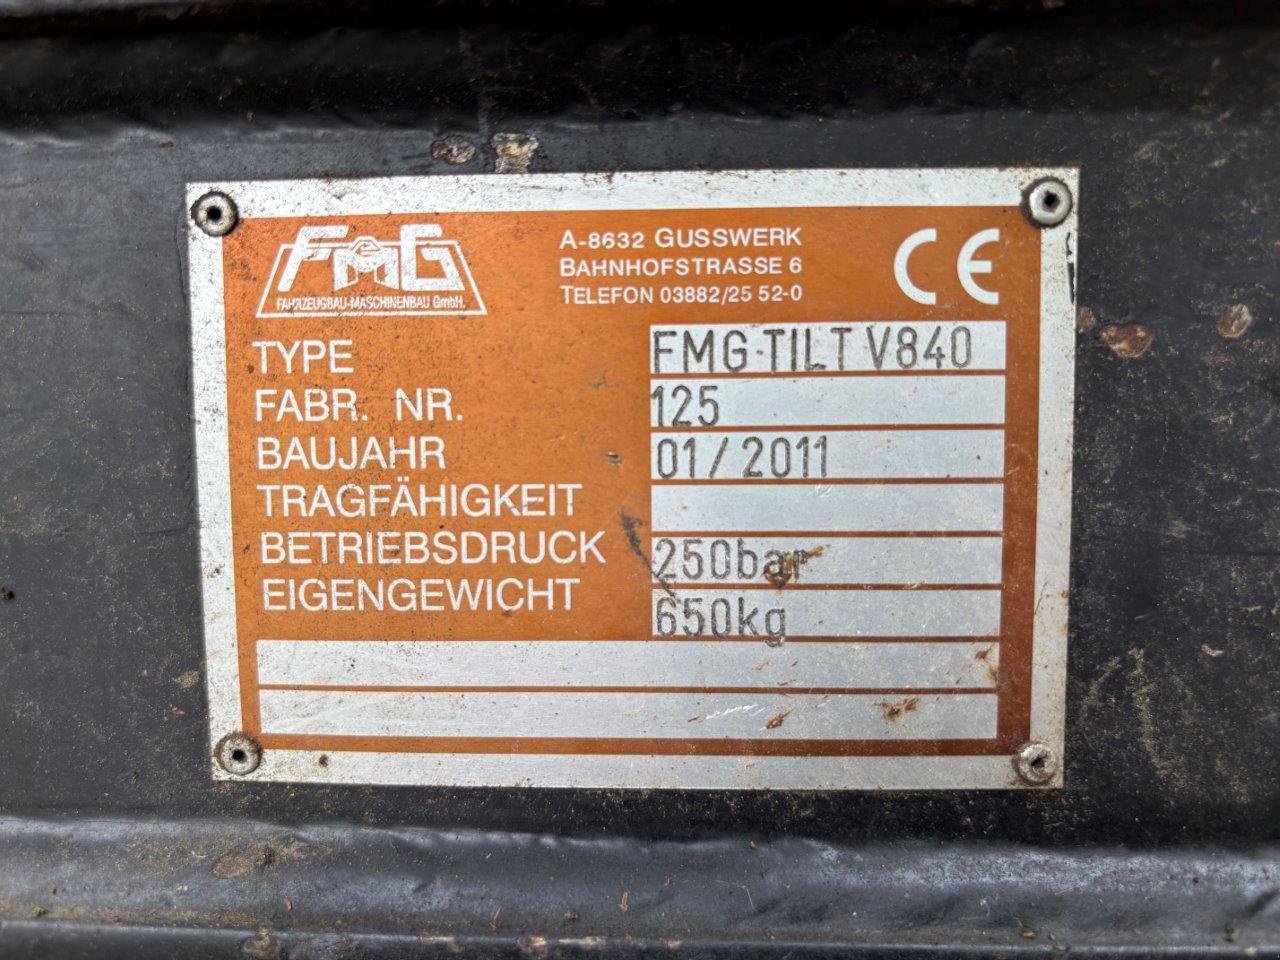 FMG
FAHRZEUGBAU-MASCHINENBAU GmbH.
A-8632 GUSSWERK
BAHNHOFSTRASSE 6
TELEFON 03882/25 52-0
CE
TYPE FMG TILT V840
FABR. NR. 125
BAUJAHR 01/2011
TRAGFÄHIGKEIT
BETRIEBSDRUCK 250bar
EIGENGEWICHT 650kg